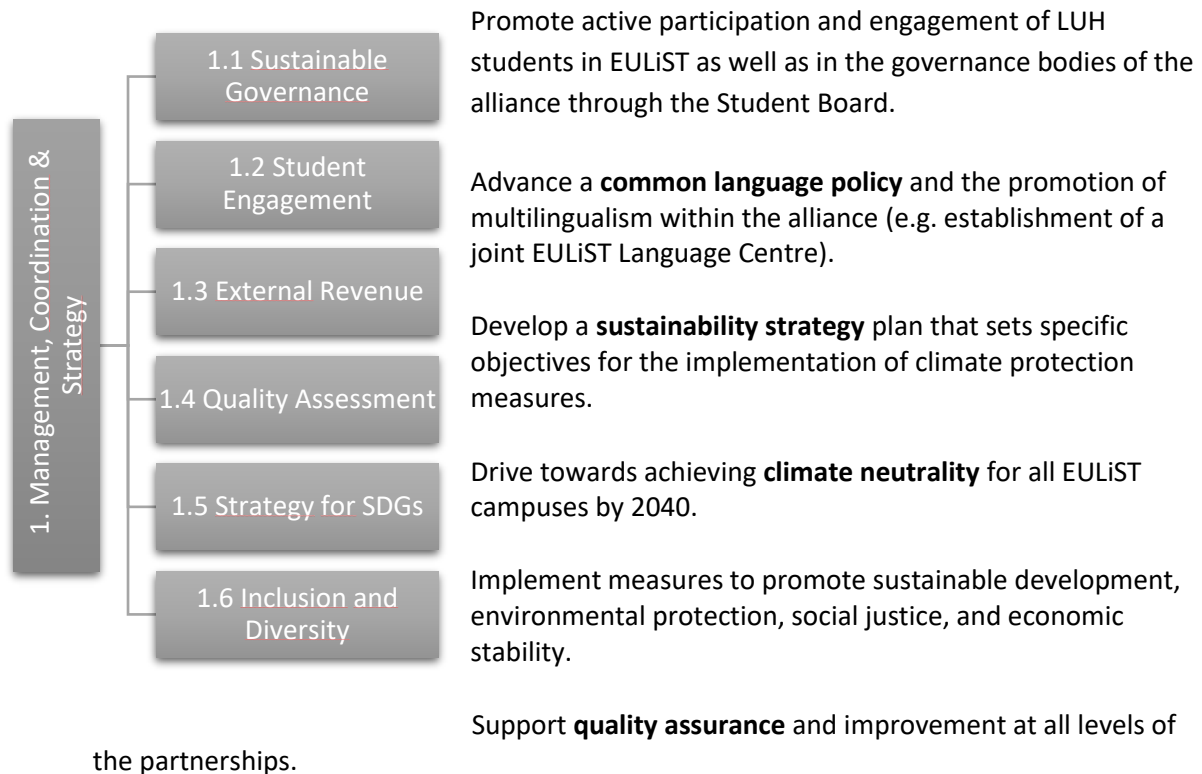 1. Management, Coordination &
Strategy
1.1 Sustainable
Governance
1.2 Student
Engagement
1.3 External Revenue
1.4 Quality Assessment
1.5 Strategy for SDGs
1.6 Inclusion and
Diversity
Promote active participation and engagement of LUH
students in EULiST as well as in the governance bodies of the
alliance through the Student Board.
Advance a common language policy and the promotion of
multilingualism within the alliance (e.g. establishment of a
joint EULiST Language Centre).
Develop a sustainability strategy plan that sets specific
objectives for the implementation of climate protection
measures.
Drive towards achieving climate neutrality for all EULiST
campuses by 2040.
Implement measures to promote sustainable development,
environmental protection, social justice, and economic
stability.
Support quality assurance and improvement at all levels of
the partnerships.